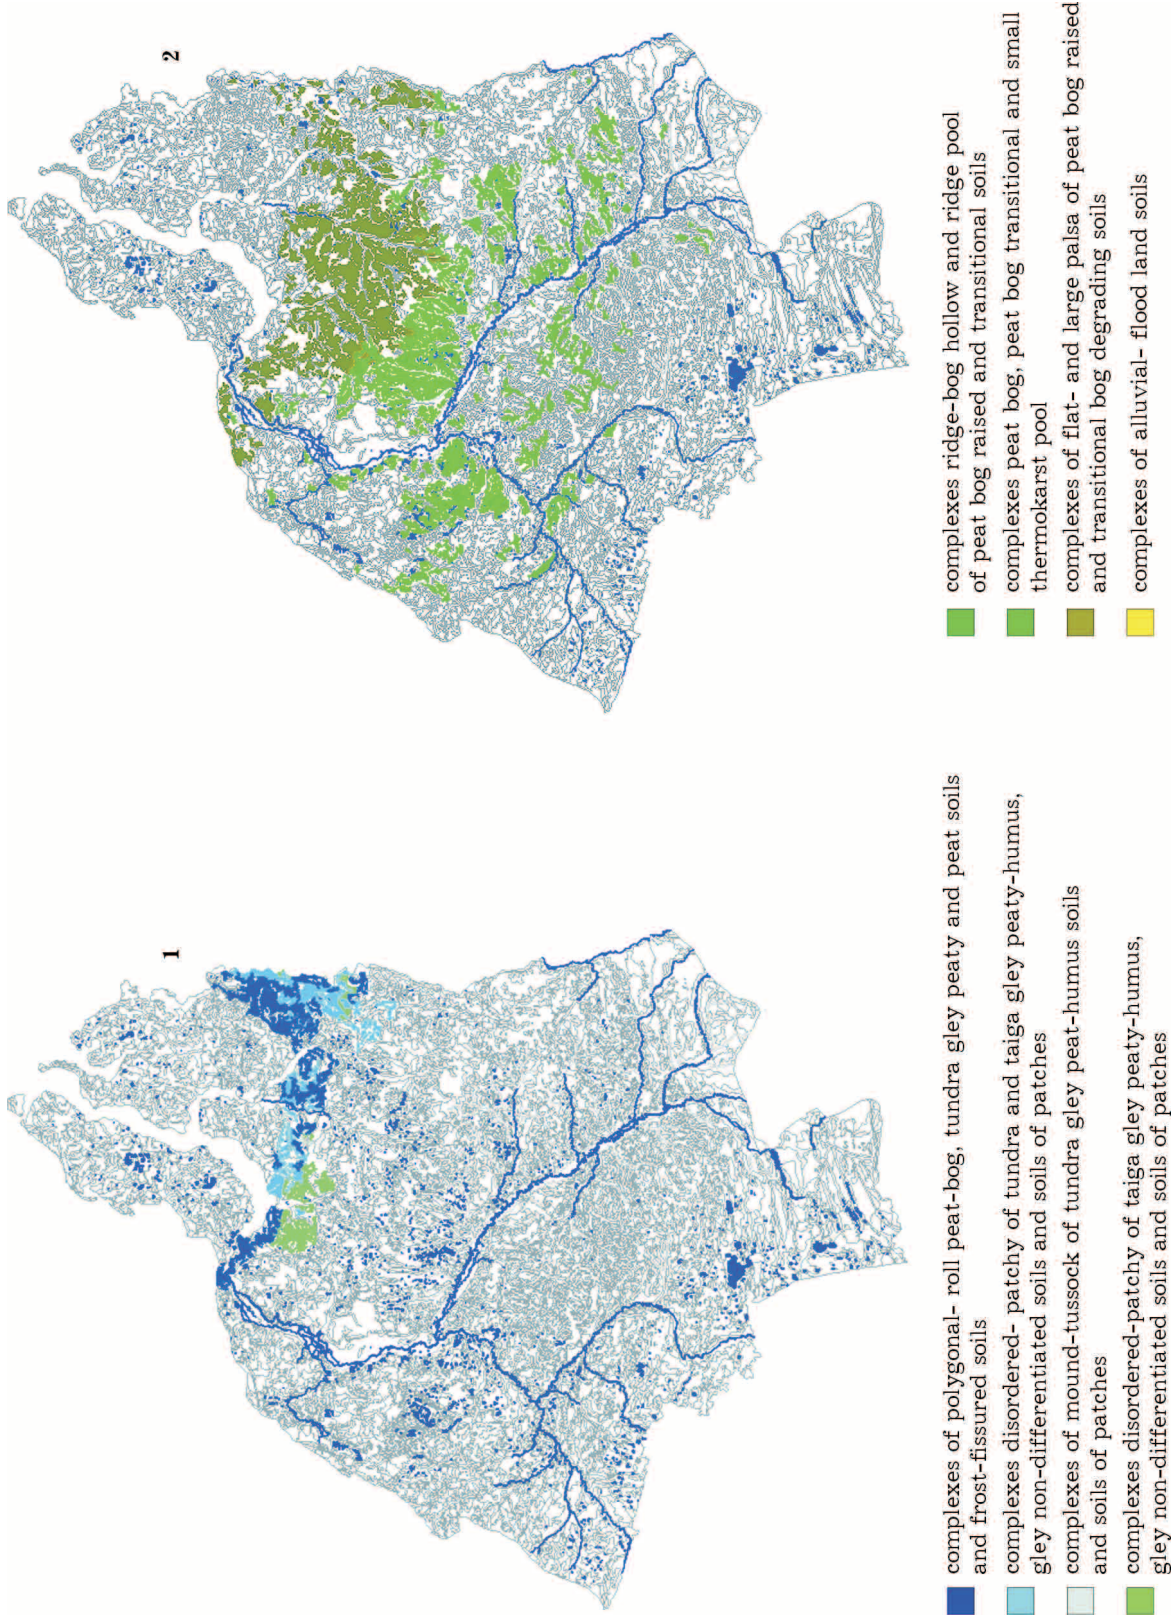 1
complexes of polygonal- roll peat-bog, tundra gley peaty and peat soils
and frost-fissured soils
complexes disordered- patchy of tundra and taiga gley peaty-humus,
gley non-differentiated soils and soils of patches
complexes of mound-tussock of tundra gley peat-humus soils
and soils of patches
complexes disordered-patchy of taiga gley peaty-humus,
gley non-differentiated soils and soils of patches
2
complexes ridge-bog hollow and ridge pool
of peat bog raised and transitional soils
complexes peat bog, peat bog transitional and small
thermokarst pool
complexes of flat- and large palsa of peat bog raised
and transitional bog degrading soils
complexes of alluvial- flood land soils